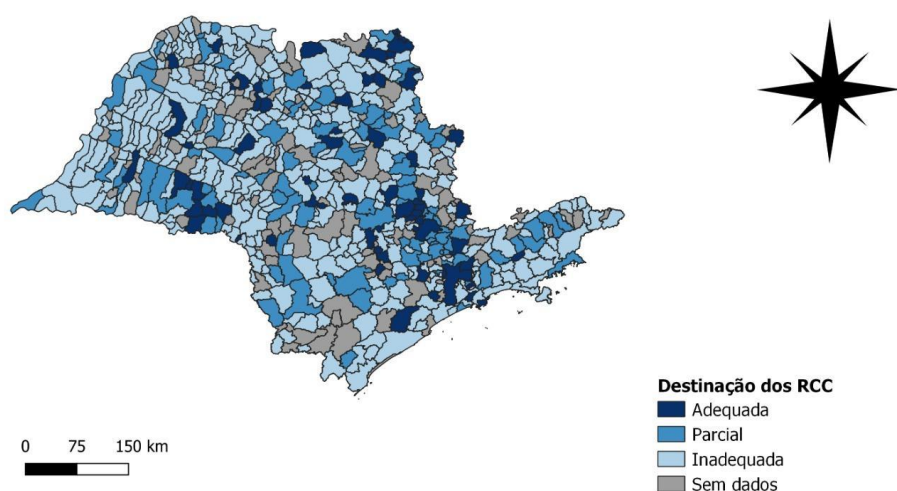 Destinação dos RCC
Adequada
Parcial
Inadequada
Sem dados
0 75 150 km